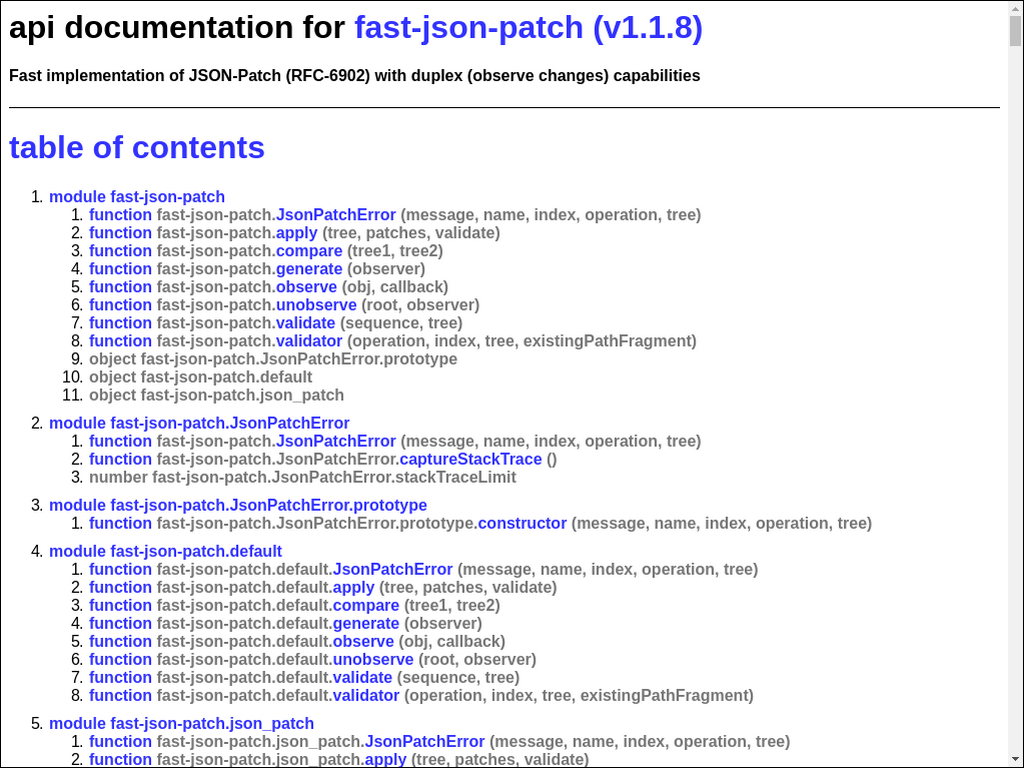 api documentation for fast-json-patch (v1.1.8)
Fast implementation of JSON-Patch (RFC-6902) with duplex (observe changes) capabilities
table of contents
1. module fast-json-patch
1. function fast-json-patch.JsonPatchError (message, name, index, operation, tree)
2. function fast-json-patch.apply (tree, patches, validate)
3. function fast-json-patch.compare (tree1, tree2)
4. function fast-json-patch.generate (observer)
5. function fast-json-patch.observe (obj, callback)
6. function fast-json-patch.unobserve (root, observer)
7. function fast-json-patch.validate (sequence, tree)
8. function fast-json-patch.validator (operation, index, tree, existingPathFragment)
9. object fast-json-patch.JsonPatchError.prototype
10. object fast-json-patch.default
11. object fast-json-patch.json_patch
2. module fast-json-patch.JsonPatchError
1. function fast-json-patch.JsonPatchError (message, name, index, operation, tree)
2. function fast-json-patch.JsonPatchError.captureStackTrace ()
3. number fast-json-patch.JsonPatchError.stackTraceLimit
3. module fast-json-patch.JsonPatchError.prototype
1. function fast-json-patch.JsonPatchError.prototype.constructor (message, name, index, operation, tree)
4. module fast-json-patch.default
1. function fast-json-patch.default.JsonPatchError (message, name, index, operation, tree)
2. function fast-json-patch.default.apply (tree, patches, validate)
3. function fast-json-patch.default.compare (tree1, tree2)
4. function fast-json-patch.default.generate (observer)
5. function fast-json-patch.default.observe (obj, callback)
6. function fast-json-patch.default.unobserve (root, observer)
7. function fast-json-patch.default.validate (sequence, tree)
8. function fast-json-patch.default.validator (operation, index, tree, existingPathFragment)
5. module fast-json-patch.json_patch
1. function fast-json-patch.json_patch.JsonPatchError (message, name, index, operation, tree)
2. function fast-json-patch.json_patch.apply (tree, patches, validate)